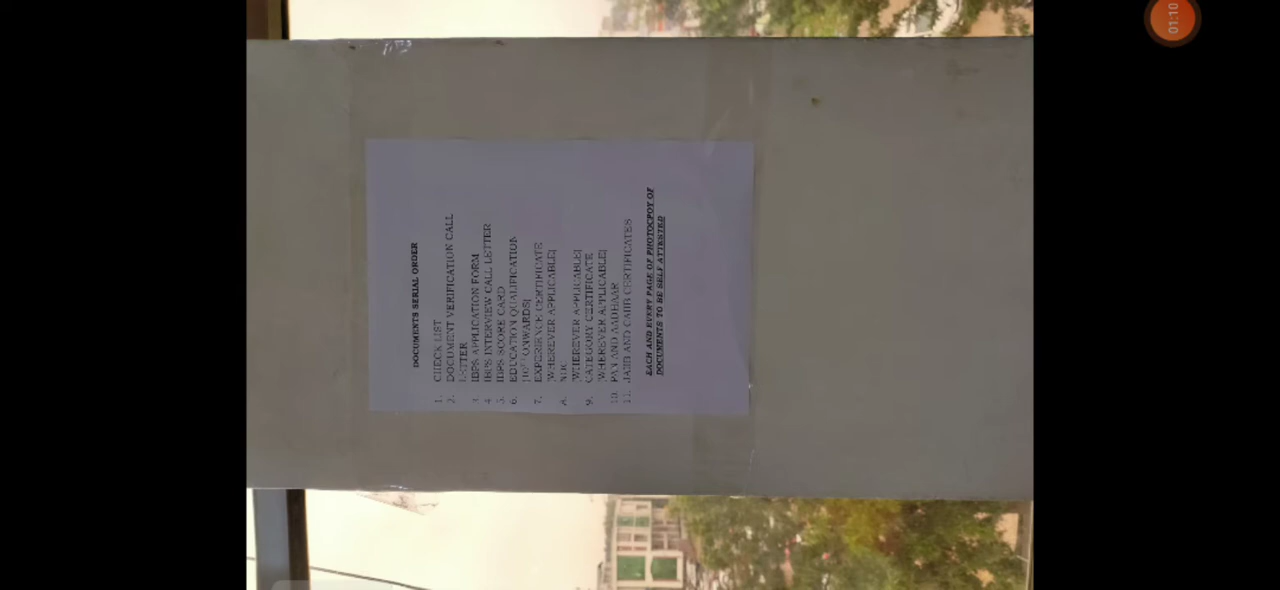 01:10
DOCUMENTS SERIAL ORDER
1. CHECK LIST
2. DOCUMENT VERIFICATION CALL
LETTER
3. IBPS APPLICATION FORM
4. IBPS INTERVIEW CALL LETTER
5. IBPS SCORE CARD
6. EDUCATION QUALIFICATION
[10TH ONWARDS]
7. EXPERIENCE CERTIFICATE
[WHEREVER APPLICABLE]
8. NOC
[WHEREVER APPLICABLE]
9. CATEGORY CERTIFICATE
[WHEREVER APPLICABLE]
10. PAN AND AADHAAR
11. JAIIB AND CAIIB CERTIFICATES
EACH AND EVERY PAGE OF PHOTOCPOY OF
DOCUMENTS TO BE SELF ATTESTED